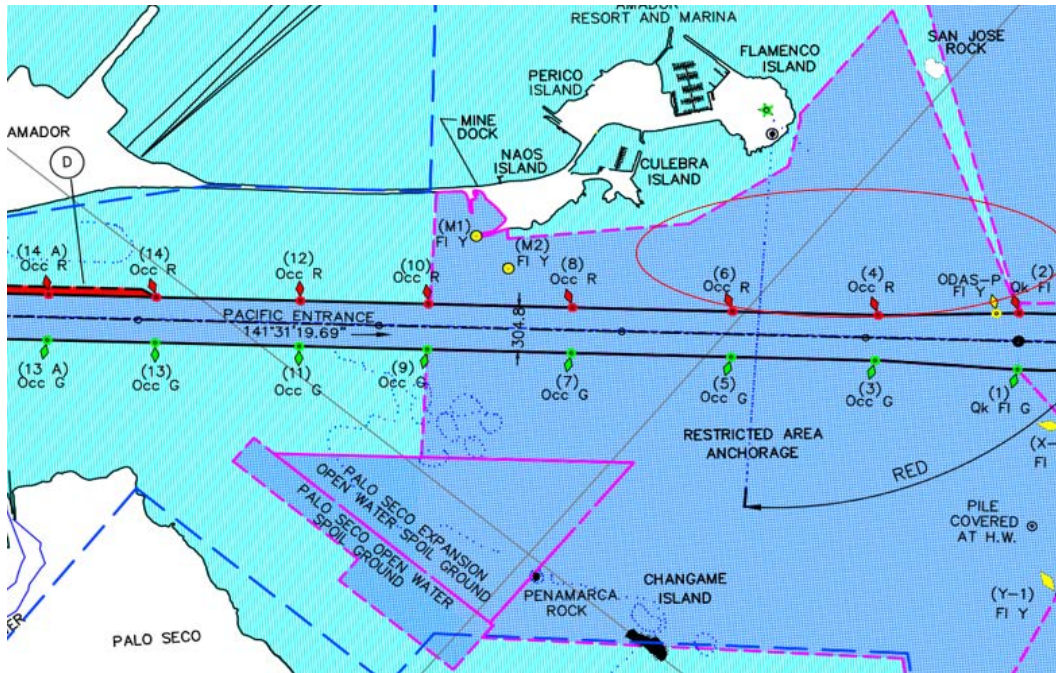 AMADOR
RESORT AND MARINA
FLAMENCO
ISLAND
SAN JOSE
ROCK
PERICO
ISLAND
MINE
DOCK
AMADOR
D
NAOS
ISLAND
CULEBRA
ISLAND
(M1)
Fl Y
(M2)
Fl Y
(14 A)
Occ R
(14)
Occ R
(12)
Occ R
(10)
Occ R
(8)
Occ R
(6)
Occ R
(4)
Occ R
ODAS-P
Fl Y
(2)
Qk Fl
PACIFIC ENTRANCE
141°31'19.69"
304.8
(13 A)
Occ G
(13)
Occ G
(11)
Occ G
(9)
Occ G
(7)
Occ G
(5)
Occ G
(3)
Occ G
(1)
Qk Fl G
(X-
Fl
RESTRICTED AREA
ANCHORAGE
RED
PALO SECO EXPANSION
OPEN WATER SPOIL GROUND
PALO SECO OPEN WATER
SPOIL GROUND
PILE
COVERED
AT H.W.
PENAMARCA
ROCK
CHANGAME
ISLAND
(Y-1)
Fl Y
PALO SECO